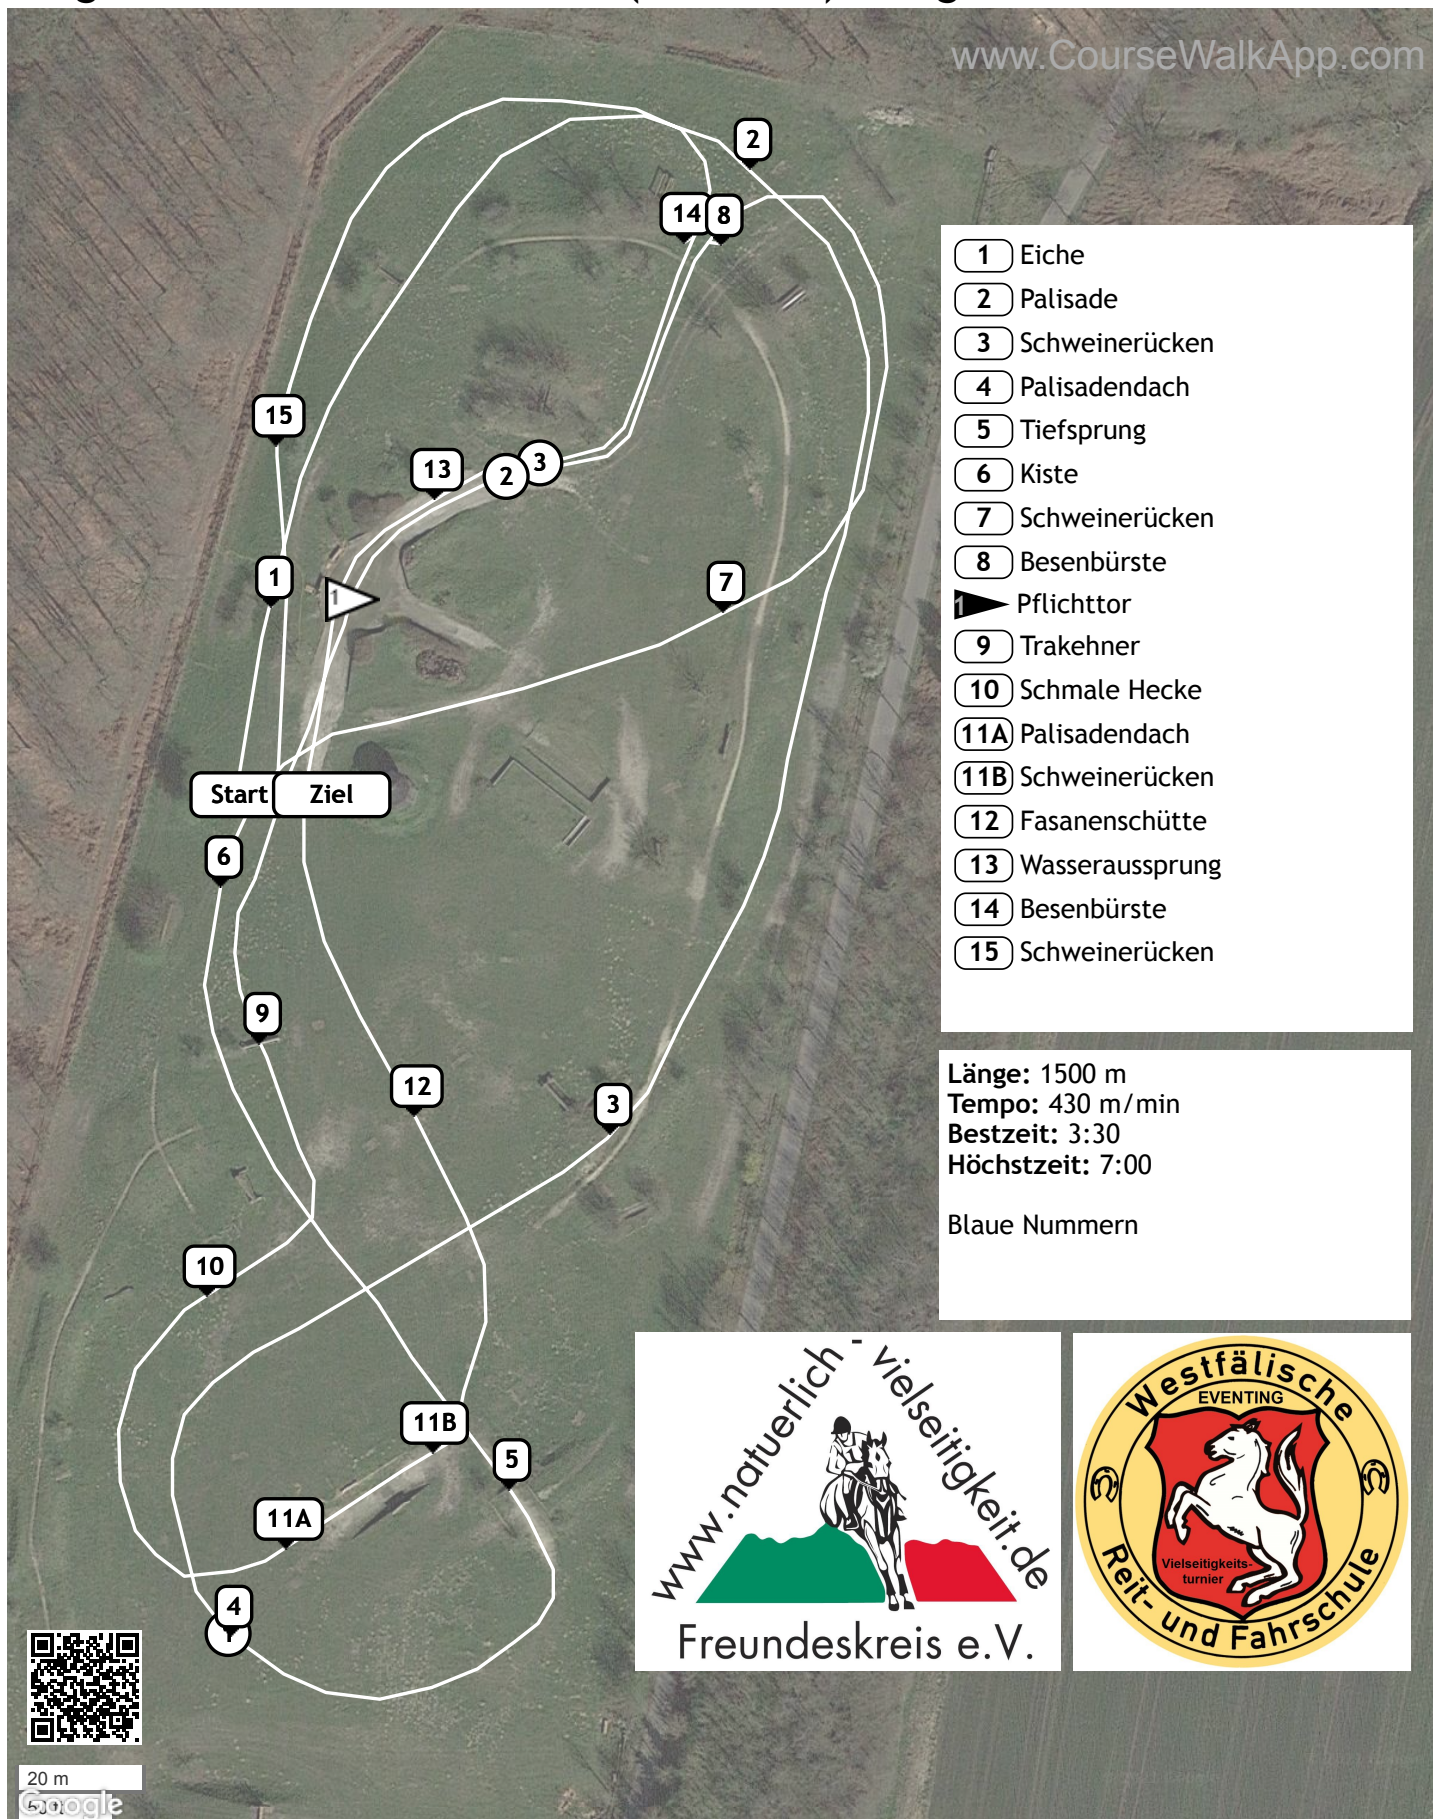 www.CourseWalkApp.com
2
14
8
15
13
2
3
1
1
7
Start
Ziel
6
9
12
3
10
11B
5
11A
4
1 Eiche
2 Palisade
3 Schweinerücken
4 Palisadendach
5 Tiefsprung
6 Kiste
7 Schweinerücken
8 Besenbürste
1 Pflichttor
9 Trakehner
10 Schmale Hecke
11A Palisadendach
11B Schweinerücken
12 Fasanenschütte
13 Wasseraussprung
14 Besenbürste
15 Schweinerücken
Länge: 1500 m
Tempo: 430 m/min
Bestzeit: 3:30
Höchstzeit: 7:00
Blaue Nummern
www.natuerlich - vielseitigkeit.de
Freundeskreis e.V.
Westfälische
EVENTING
Vielseitigkeits-
turnier
Reit- und Fahrschule
20 m
Google